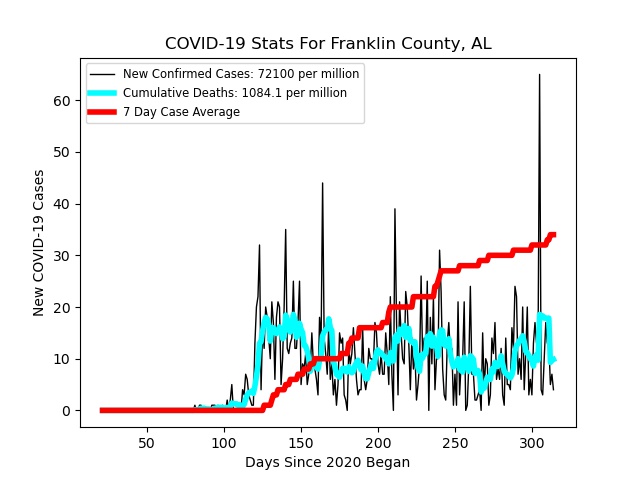 COVID-19 Stats For Franklin County, AL
New Confirmed Cases: 72100 per million
Cumulative Deaths: 1084.1 per million
7 Day Case Average
New COVID-19 Cases
60
50
40
30
20
10
0
50 100 150 200 250 300
Days Since 2020 Began